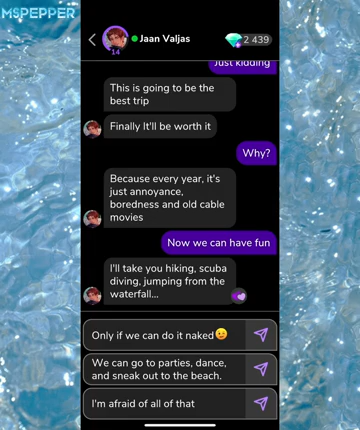 MSPEPPER
Jaan Valjas
2 439
14
Just kidding
This is going to be the
best trip
Finally It'll be worth it
Why?
Because every year, it's
just annoyance,
boredness and old cable
movies
Now we can have fun
I'll take you hiking, scuba
diving, jumping from the
waterfall...
Only if we can do it naked😉
We can go to parties, dance,
and sneak out to the beach.
I'm afraid of all of that